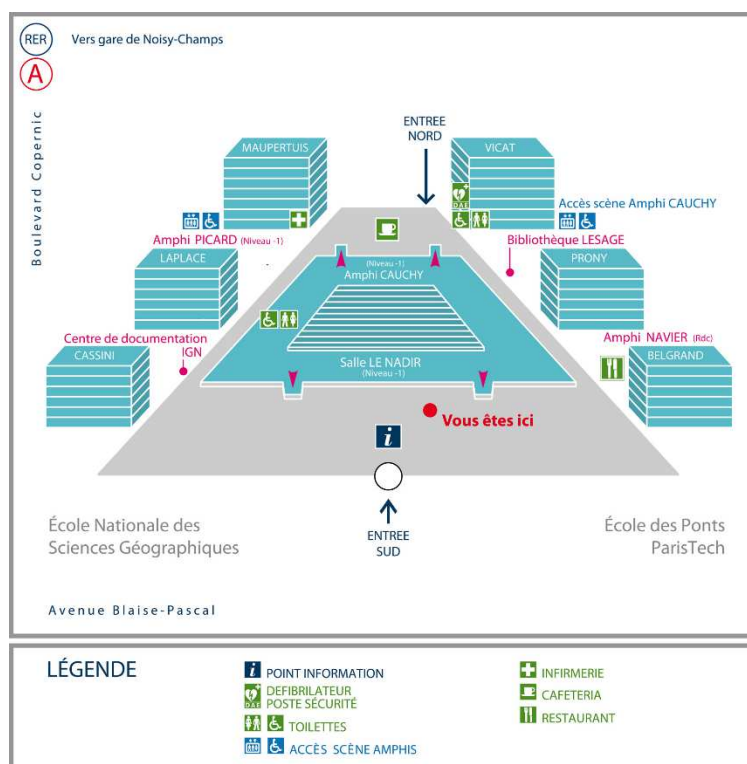 RER
Vers gare de Noisy-Champs
A
Boulevard Copernic
ENTREE
NORD
MAUPERTUIS
VICAT
D.A.E
Accès scène Amphi CAUCHY
Amphi PICARD (Niveau -1)
Bibliothèque LESAGE
LAPLACE
(Niveau -1)
Amphi CAUCHY
PRONY
Centre de documentation
IGN
Amphi NAVIER (Rdc)
CASSINI
Salle LE NADIR
(Niveau -1)
BELGRAND
Vous êtes ici
i
École Nationale des
Sciences Géographiques
ENTREE
SUD
École des Ponts
ParisTech
Avenue Blaise-Pascal
LÉGENDE
i POINT INFORMATION
D.A.E DEFIBRILATEUR
POSTE SÉCURITÉ
TOILETTES
ACCÈS SCÈNE AMPHIS
INFIRMERIE
CAFETERIA
RESTAURANT